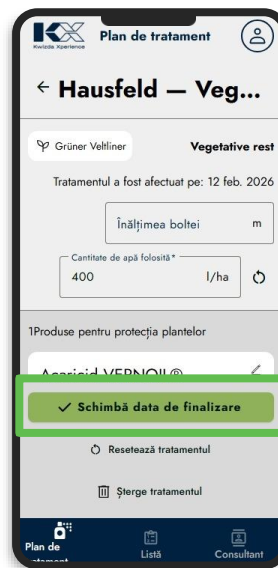 KX
Kwizda Xperience
Plan de tratament
← Hausfeld — Veg...
Grüner Veltliner
Vegetative rest
Tratamentul a fost afectuat pe: 12 feb. 2026
Înălțimea boltei m
Cantitate de apă folosită*
400 l/ha
1Produse pentru protecția plantelor
Acaricid VERNOIL®
Schimbă data de finalizare
Resetează tratamentul
Șterge tratamentul
Plan de
tratament
Listă
Consultant